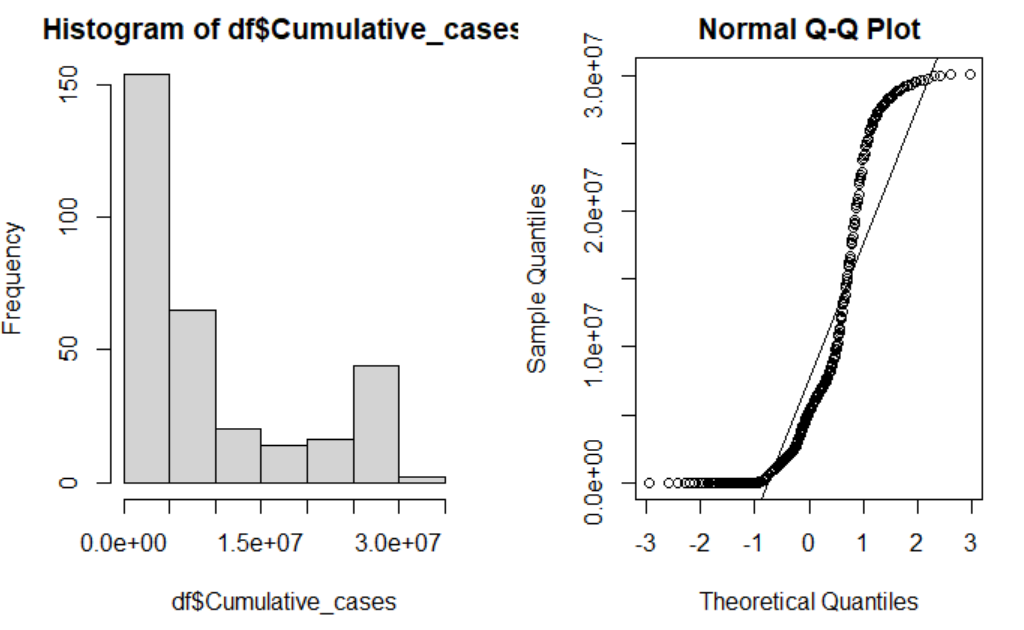 Histogram of df$Cumulative_cases
Frequency
0
50
100
150
0.0e+00
1.5e+07
3.0e+07
df$Cumulative_cases
Normal Q-Q Plot
Sample Quantiles
0.0e+00
1.0e+07
2.0e+07
3.0e+07
-3
-2
-1
0
1
2
3
Theoretical Quantiles